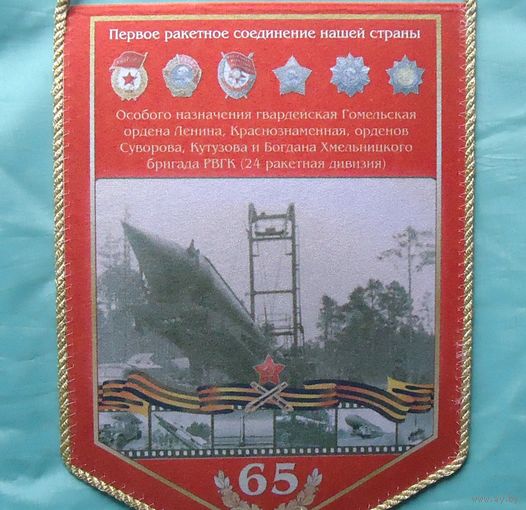 Первое ракетное соединение нашей страны
Особого назначения гвардейская Гомельская
ордена Ленина, Краснознаменная, орденов
Суворова, Кутузова и Богдана Хмельницкого
бригада РВГК (24 ракетная дивизия)
65